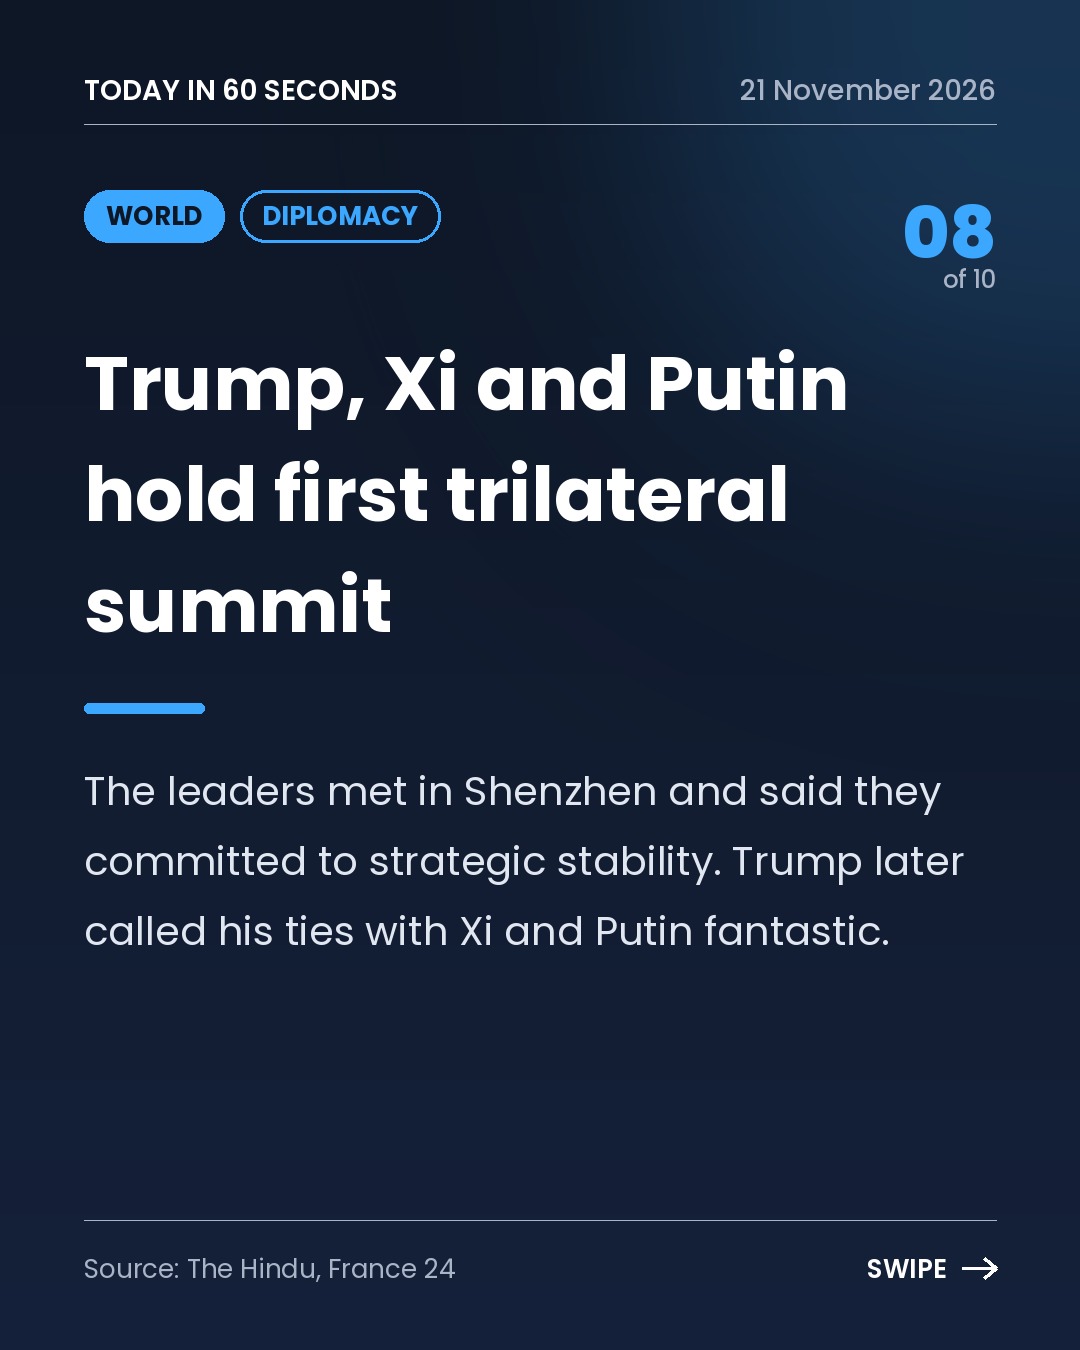 TODAY IN 60 SECONDS
21 November 2026
WORLD
DIPLOMACY
08
of 10
Trump, Xi and Putin
hold first trilateral
summit
The leaders met in Shenzhen and said they
committed to strategic stability. Trump later
called his ties with Xi and Putin fantastic.
Source: The Hindu, France 24
SWIPE →